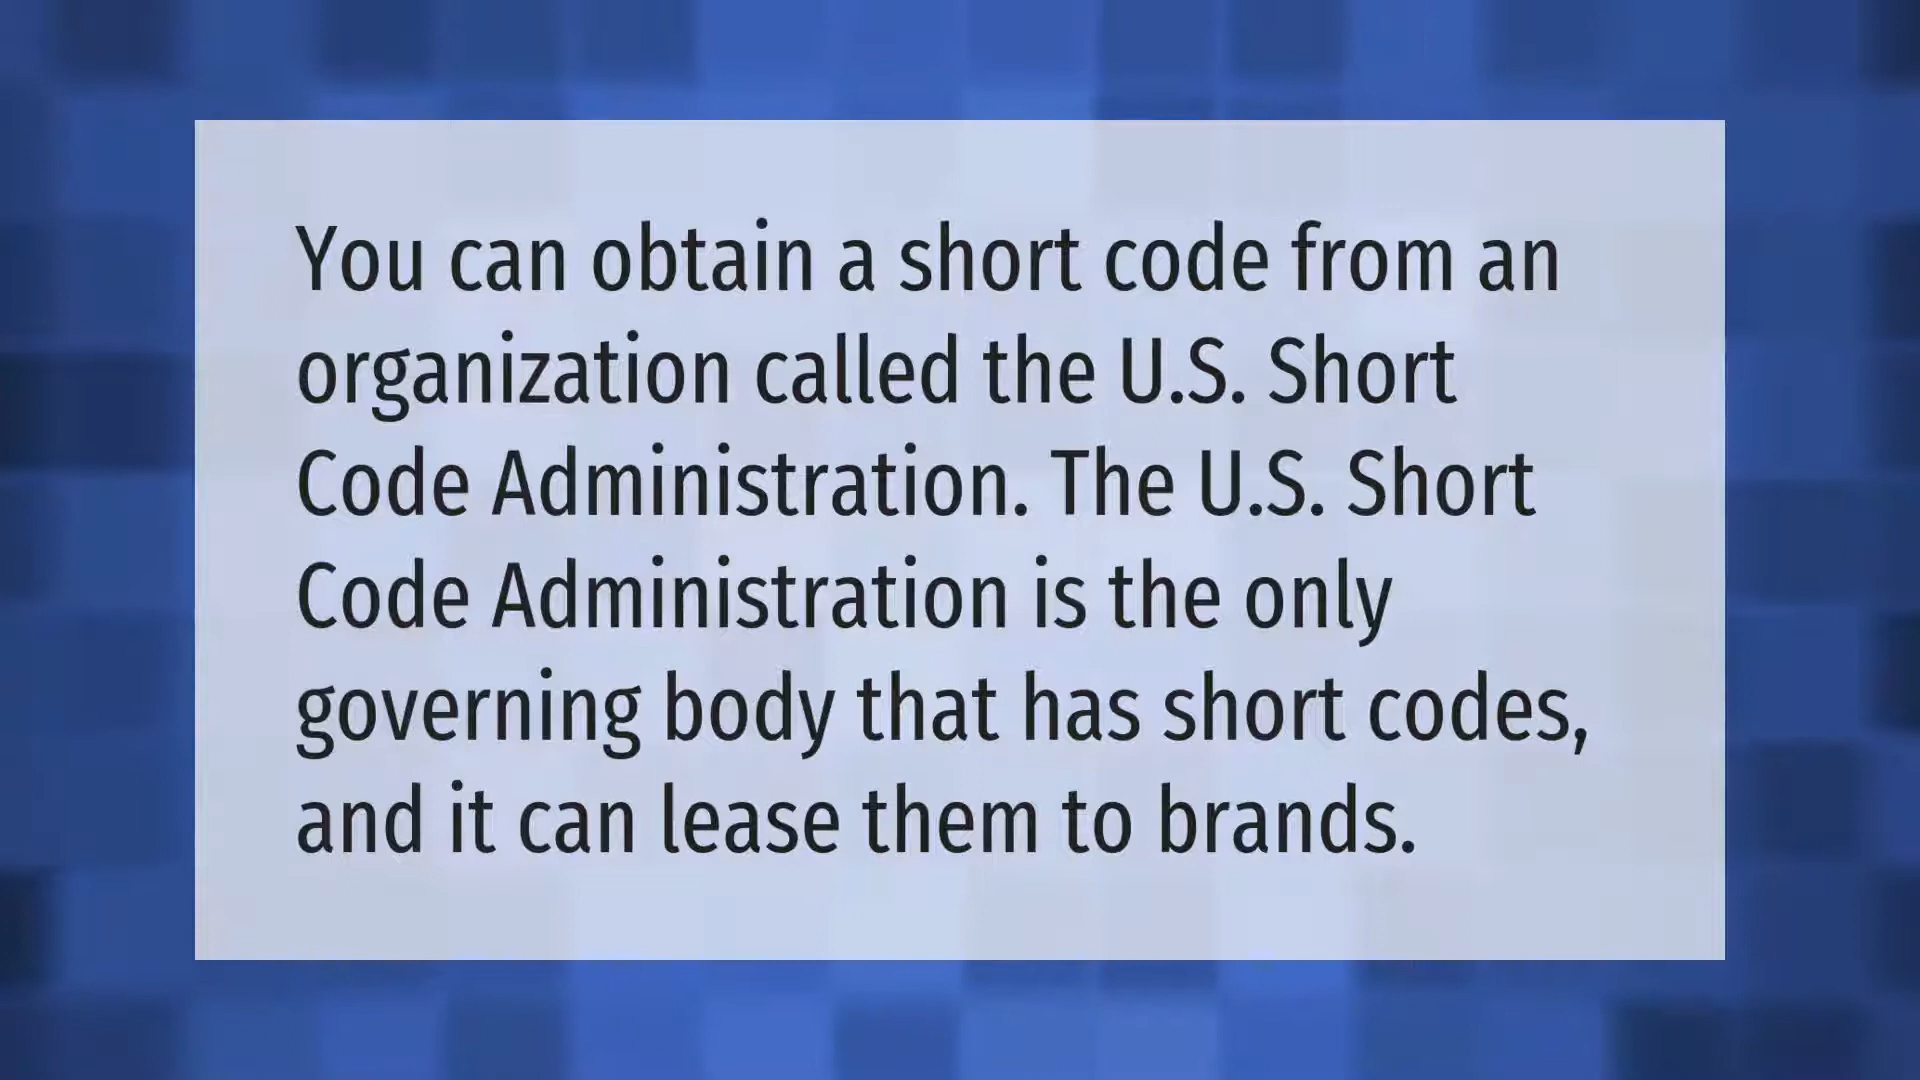 You can obtain a short code from an
organization called the U.S. Short
Code Administration. The U.S. Short
Code Administration is the only
governing body that has short codes,
and it can lease them to brands.